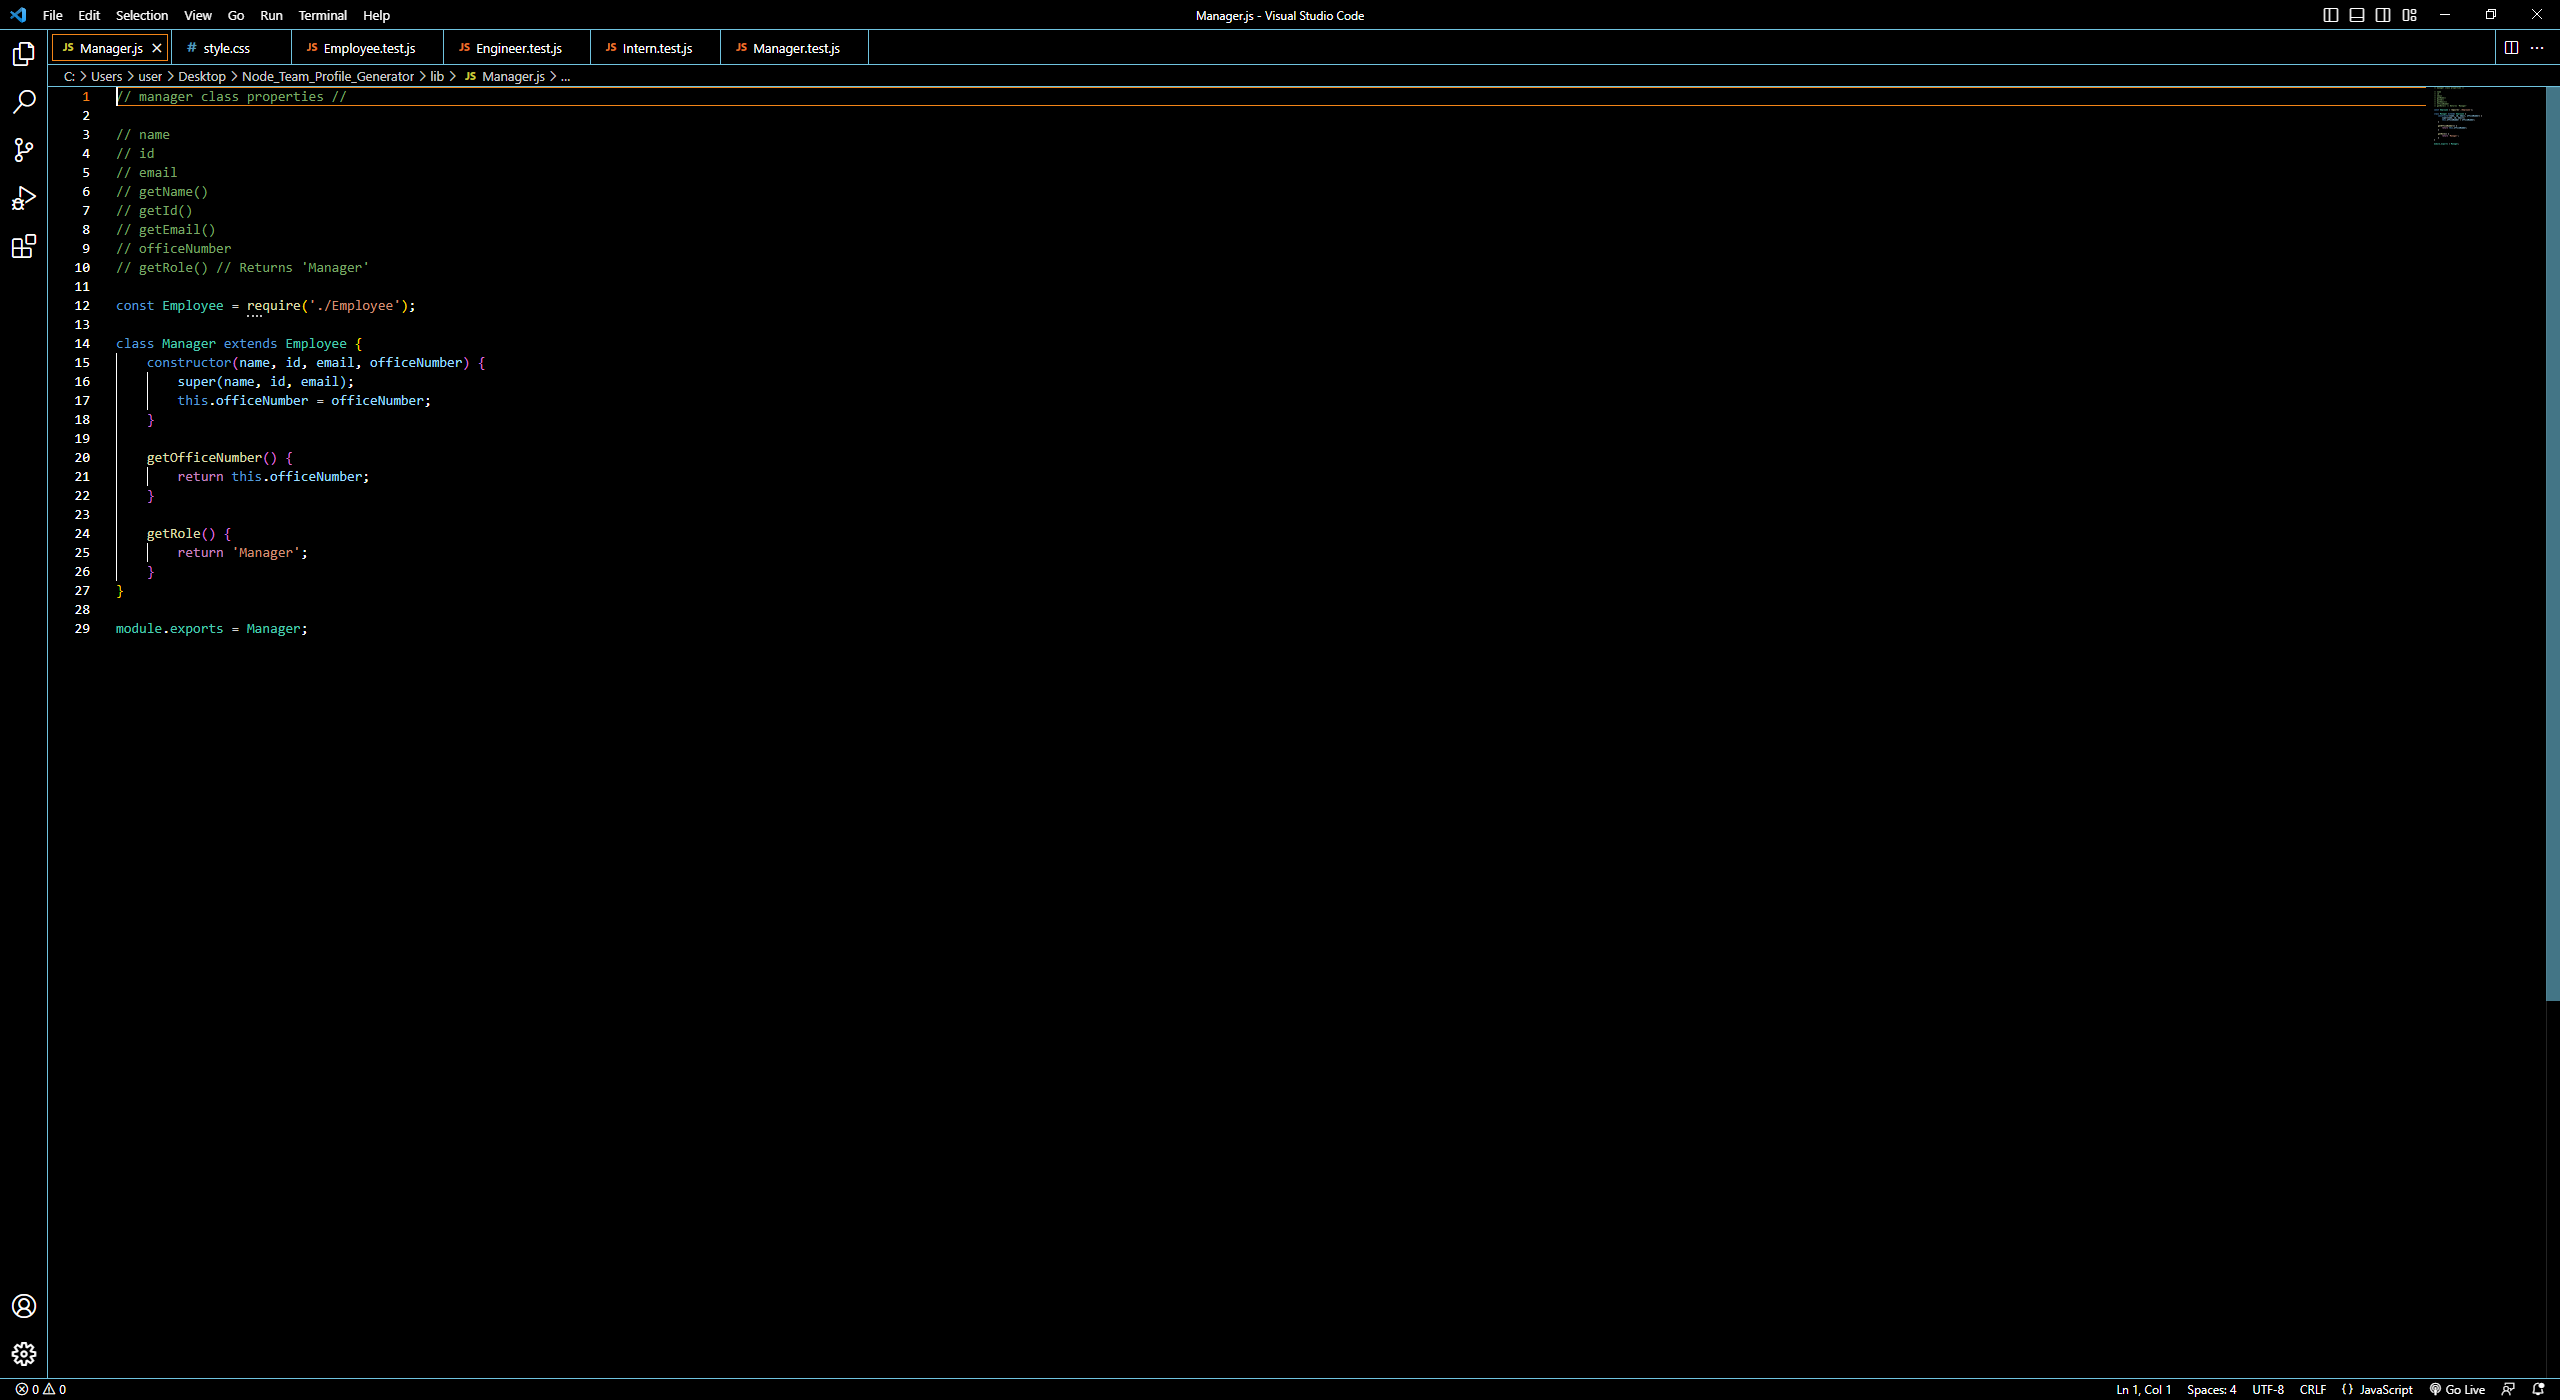 File Edit Selection View Go Run Terminal Help Manager.js - Visual Studio Code
JS Manager.js # style.css JS Employee.test.js JS Engineer.test.js JS Intern.test.js JS Manager.test.js ...
C: > Users > user > Desktop > Node_Team_Profile_Generator > lib > JS Manager.js > ...
1 // manager class properties //
2
3 // name
4 // id
5 // email
6 // getName()
7 // getId()
8 // getEmail()
9 // officeNumber
10 // getRole() // Returns 'Manager'
11
12 const Employee = require('./Employee');
13
14 class Manager extends Employee {
15     constructor(name, id, email, officeNumber) {
16         super(name, id, email);
17         this.officeNumber = officeNumber;
18     }
19
20     getOfficeNumber() {
21         return this.officeNumber;
22     }
23
24     getRole() {
25         return 'Manager';
26     }
27 }
28
29 module.exports = Manager;
0 0 Ln 1, Col 1 Spaces: 4 UTF-8 CRLF {} JavaScript Go Live